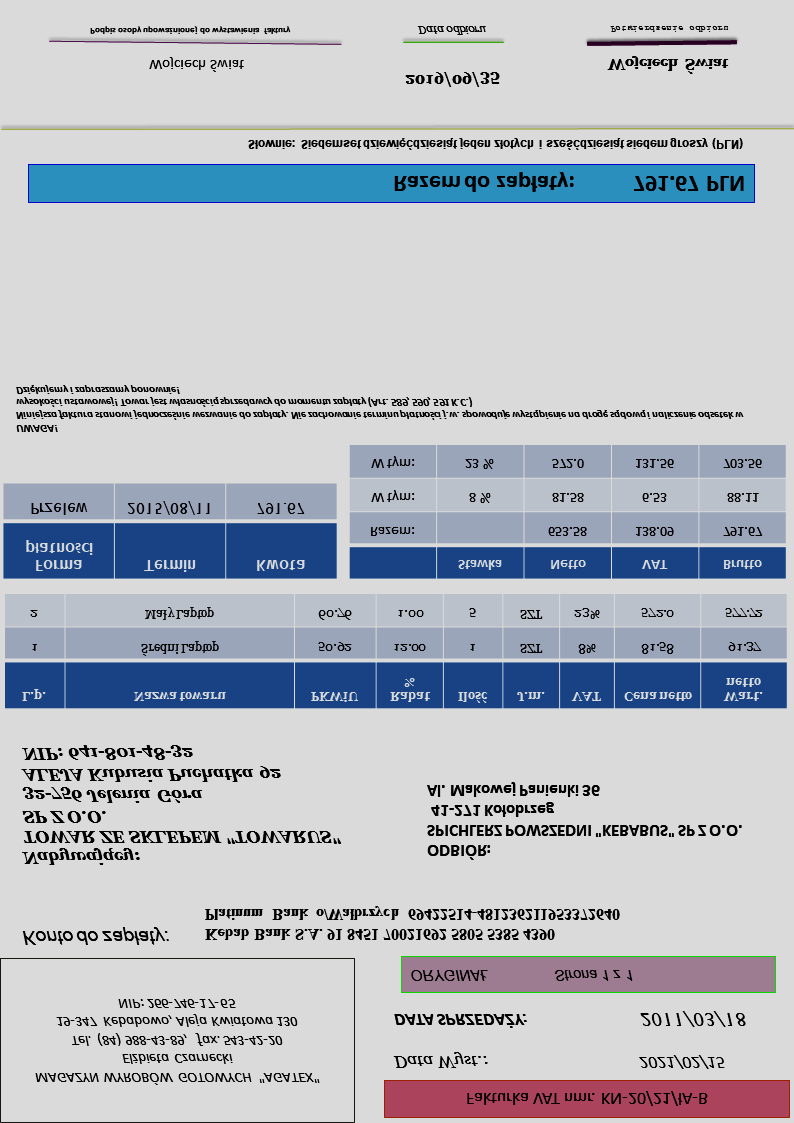 Fakturka VAT nmr. KN-20/21/IA-B
MAGAZYN WYROBÓW GOTOWYCH "AGATEX"
Elżbieta Czarnecki
Tel. (84) 988-43-89, fax. 543-42-20
19-347 Kebabowo, Aleja Kwiatowa 130
NIP: 266-746-17-65
Data Wyst.: 2021/02/15
DATA SPRZEDAŻY: 2011/03/18
ORYGINAŁ Strona 1 z 1
Konto do zapłaty: Kebab Bank S.A. 91 8451 70021692 5805 5385 4390
Platinum Bank o/Wałbrzych 69422514-481236211953372640
Nabywający:
TOWAR ZE SKLEPEM "TOWARUS"
SP Z O.O.
32-756 Jelenia Góra
ALEJA Kubusia Puchatka 92
NIP: 641-801-48-32
ODBIÓR:
SPICHLERZ POWSZEDNI "KEBABUS" SP Z O.O.
41-271 Kołobrzeg
Al. Makowej Panienki 36
L.p. Nazwa towaru PKWiU Rabat % Ilość J.m. VAT Cena netto Wart. netto
1 Średni Laptop 50.92 12.00 1 SZT 8% 81.58 91.37
2 Mały Laptop 60.76 1.00 5 SZT 23% 572.0 577.72
Forma płatności Termin Kwota
Przelew 2015/08/11 791.67
Stawka Netto VAT Brutto
Razem: 653.58 138.09 791.67
W tym: 8 % 81.58 6.53 88.11
W tym: 23 % 572.0 131.56 703.56
UWAGA!
Niniejsza faktura stanowi jednocześnie wezwanie do zapłaty. Nie zachowanie terminu płatności j.w. spowoduje wystąpienie na drogę sądową i naliczenie odsetek w
wysokości ustawowej! Towar jest własnością sprzedawcy do momentu zapłaty (Art. 589, 590, 591 K.C.)
Dziękujemy i zapraszamy ponownie!
Razem do zapłaty: 791.67 PLN
Słownie: Siedemset dziewięćdziesiąt jeden złotych i sześćdziesiąt siedem groszy (PLN)
Wojciech Świat 2019/09/25 Wojciech Świat
Podpis osoby upoważnionej do wystawienia faktury Data odbioru Potwierdzenie odbioru